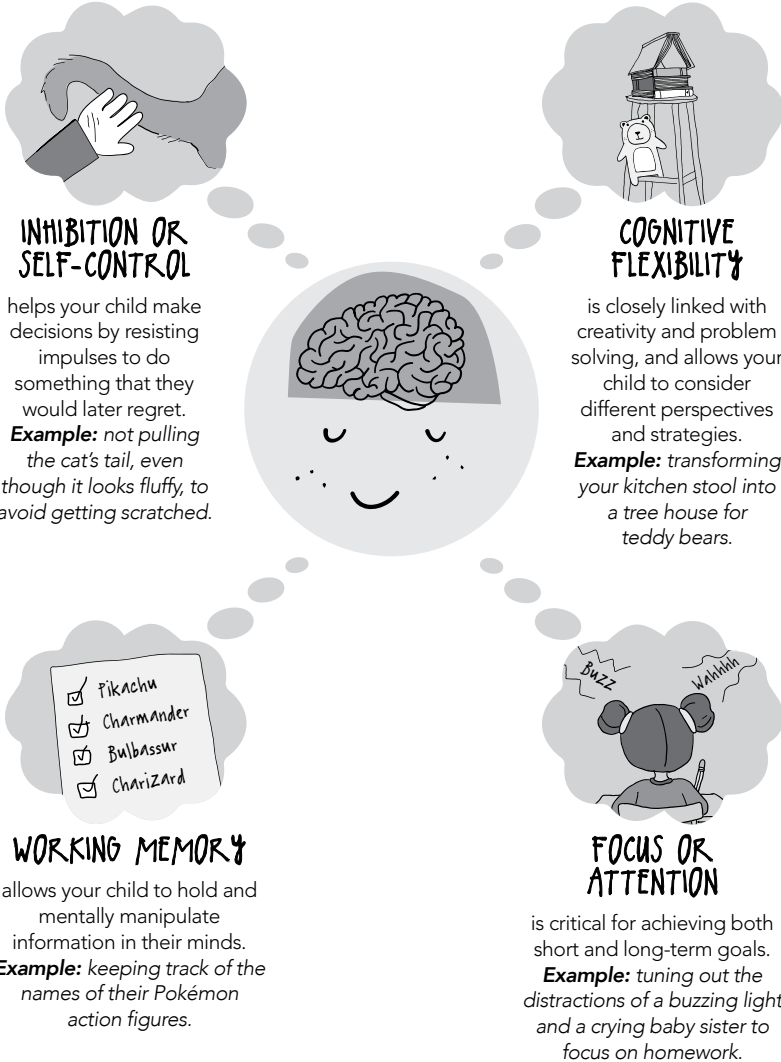 INHIBITION OR
SELF-CONTROL
helps your child make
decisions by resisting
impulses to do
something that they
would later regret.
Example: not pulling
the cat's tail, even
though it looks fluffy, to
avoid getting scratched.
COGNITIVE
FLEXIBILITY
is closely linked with
creativity and problem
solving, and allows your
child to consider
different perspectives
and strategies.
Example: transforming
your kitchen stool into
a tree house for
teddy bears.
Pikachu
Charmander
Bulbassur
Charizard
WORKING MEMORY
allows your child to hold and
mentally manipulate
information in their minds.
Example: keeping track of the
names of their Pokémon
action figures.
Buzz
Wahhhh
FOCUS OR
ATTENTION
is critical for achieving both
short and long-term goals.
Example: tuning out the
distractions of a buzzing light
and a crying baby sister to
focus on homework.